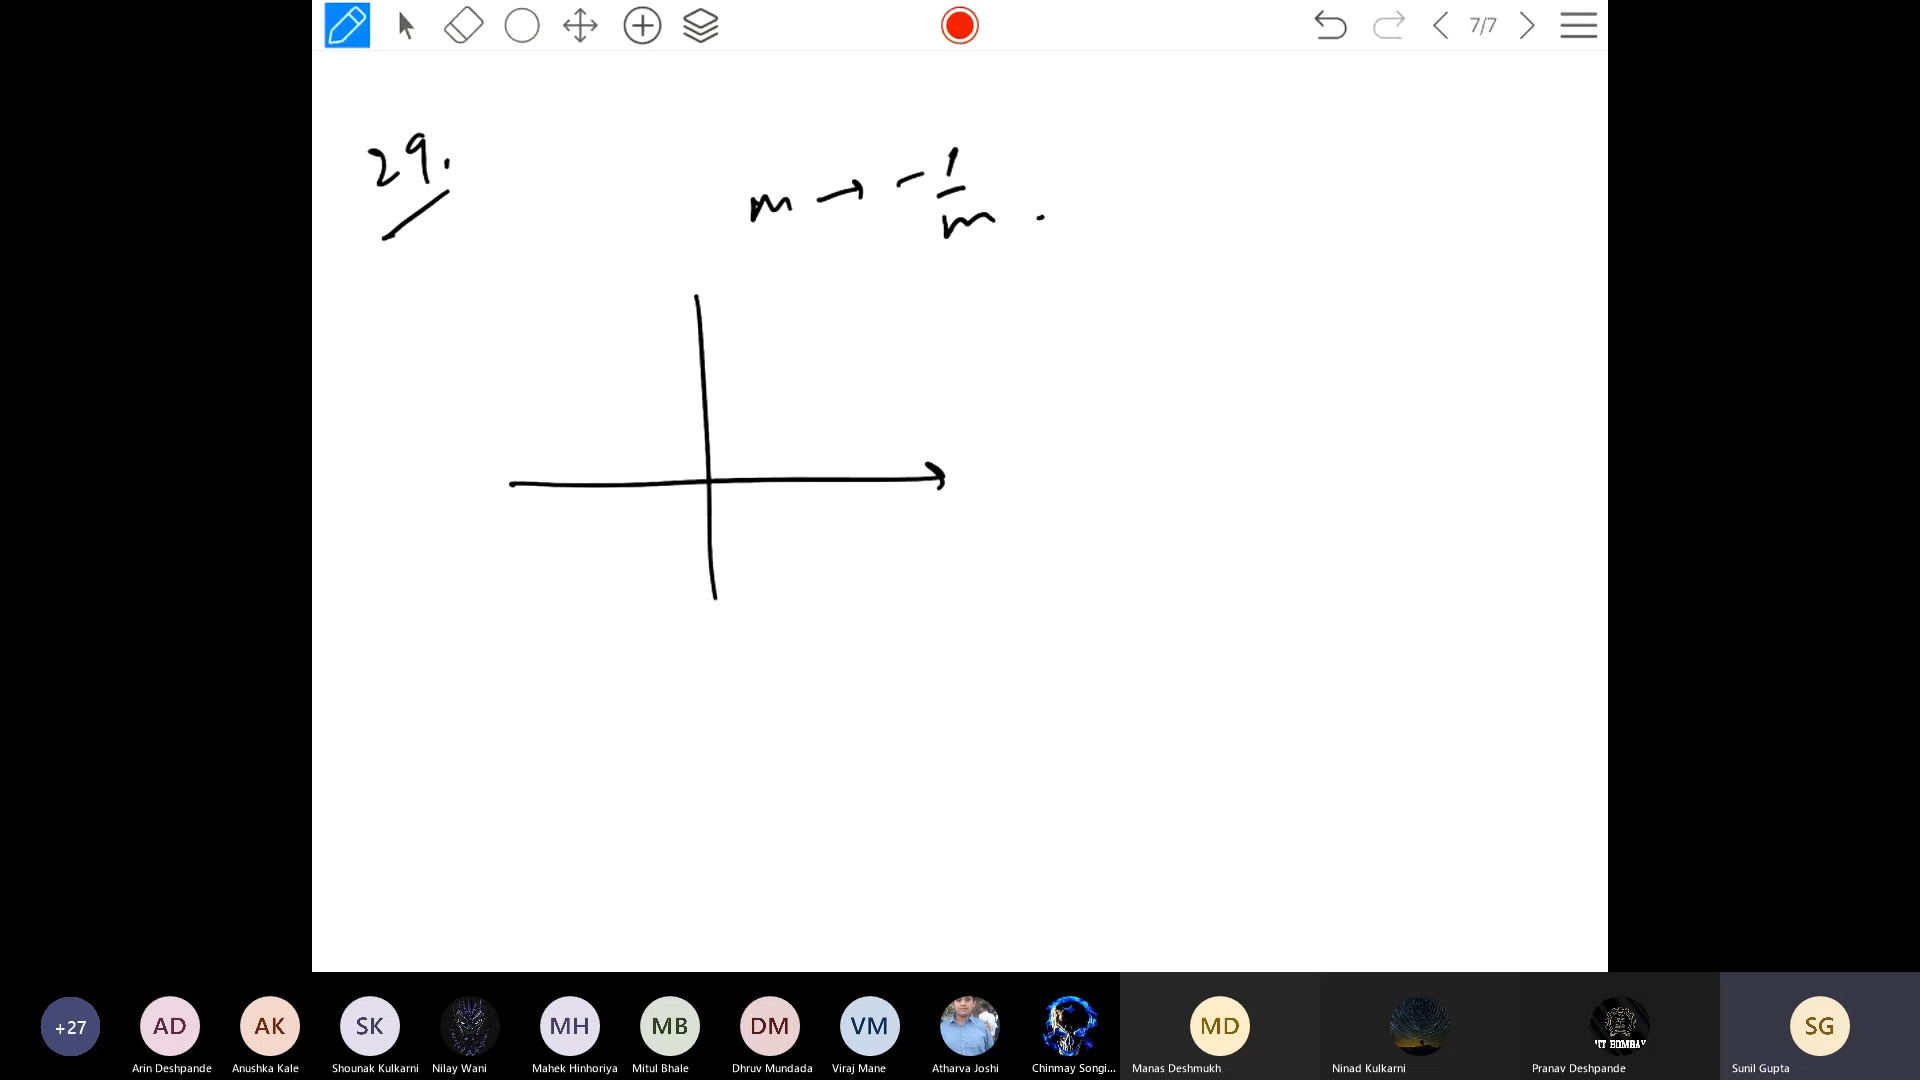 7/7
29.
m → -1/m .
+27
AD
AK
SK
MH
MB
DM
VM
MD
"IT BOMBAY"
SG
Arin Deshpande
Anushka Kale
Shounak Kulkarni
Nilay Wani
Mahek Hinhoriya
Mitul Bhale
Dhruv Mundada
Viraj Mane
Atharva Joshi
Chinmay Songi...
Manas Deshmukh
Ninad Kulkarni
Pranav Deshpande
Sunil Gupta